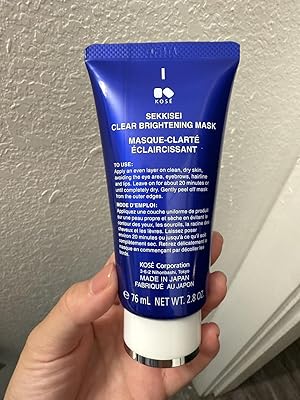 KOSÉ
SEKKISEI
CLEAR BRIGHTENING MASK
MASQUE-CLARTÉ
ÉCLAIRCISSANT
TO USE:
Apply an even layer on clean, dry skin,
avoiding the eye area, eyebrows, hairline
and lips. Leave on for about 20 minutes or
until completely dry. Gently peel off mask
from the outer edges.
MODE D'EMPLOI:
Appliquez une couche uniforme de produit
sur une peau propre et sèche en évitant le
contour des yeux, les sourcils, la racine des
cheveux et les lèvres. Laissez poser
environ 20 minutes ou jusqu'à ce qu'il soit
complètement sec. Retirez délicatement le
masque en commençant par décoller les
bords.
KOSÉ Corporation
3-6-2 Nihonbashi, Tokyo
MADE IN JAPAN
FABRIQUÉ AU JAPON
e 76 mL NET WT. 2.8 OZ.